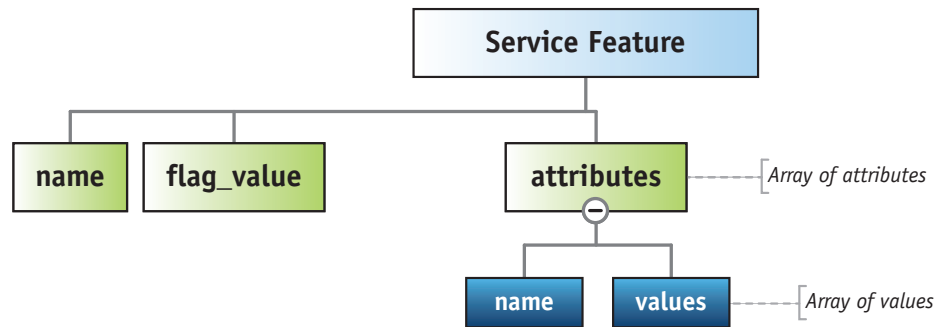 Service Feature
name
flag_value
attributes
Array of attributes
name
values
Array of values